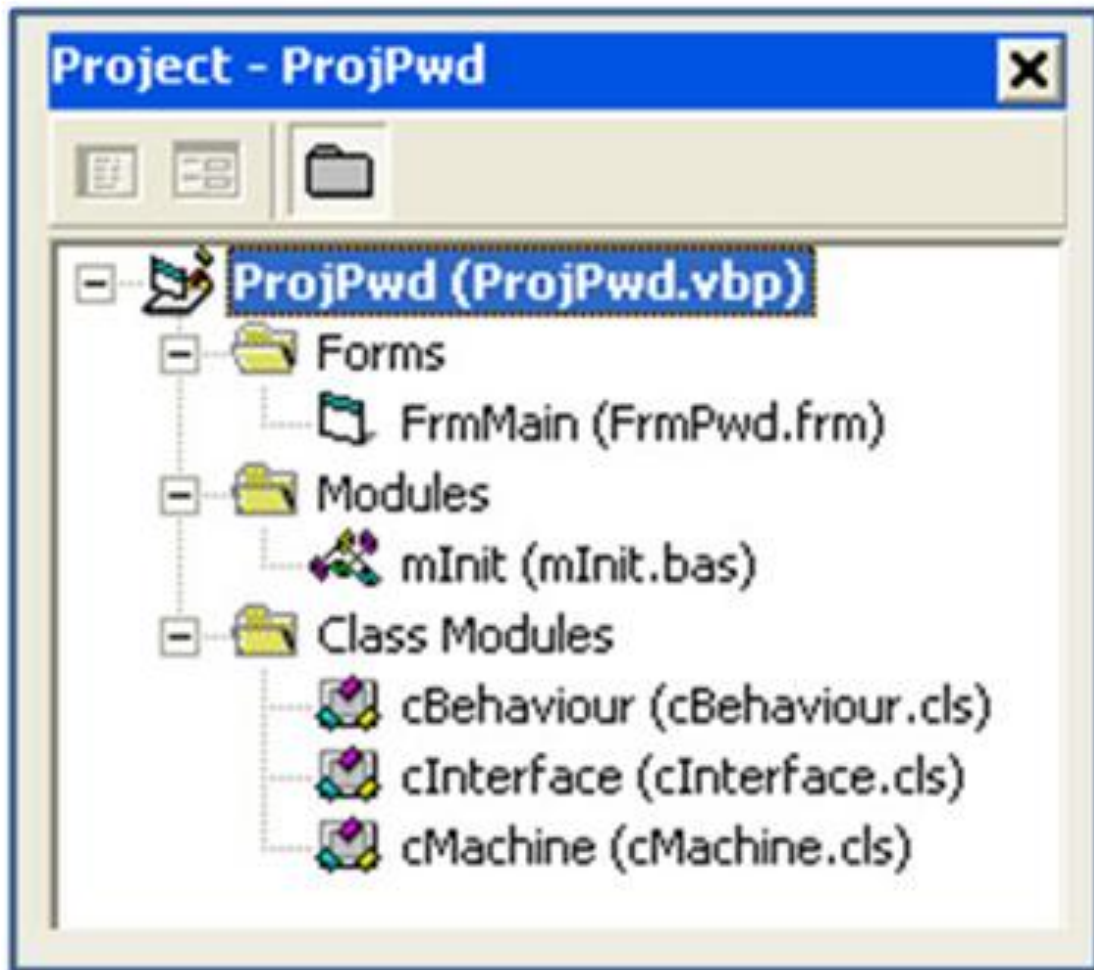 Project - ProjPwd
ProjPwd (ProjPwd.vbp)
Forms
FrmMain (FrmPwd.frm)
Modules
mInit (mInit.bas)
Class Modules
cBehaviour (cBehaviour.cls)
cInterface (cInterface.cls)
cMachine (cMachine.cls)